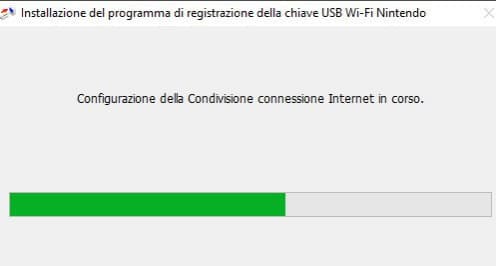 Installazione del programma di registrazione della chiave USB Wi-Fi Nintendo
Configurazione della Condivisione connessione Internet in corso.